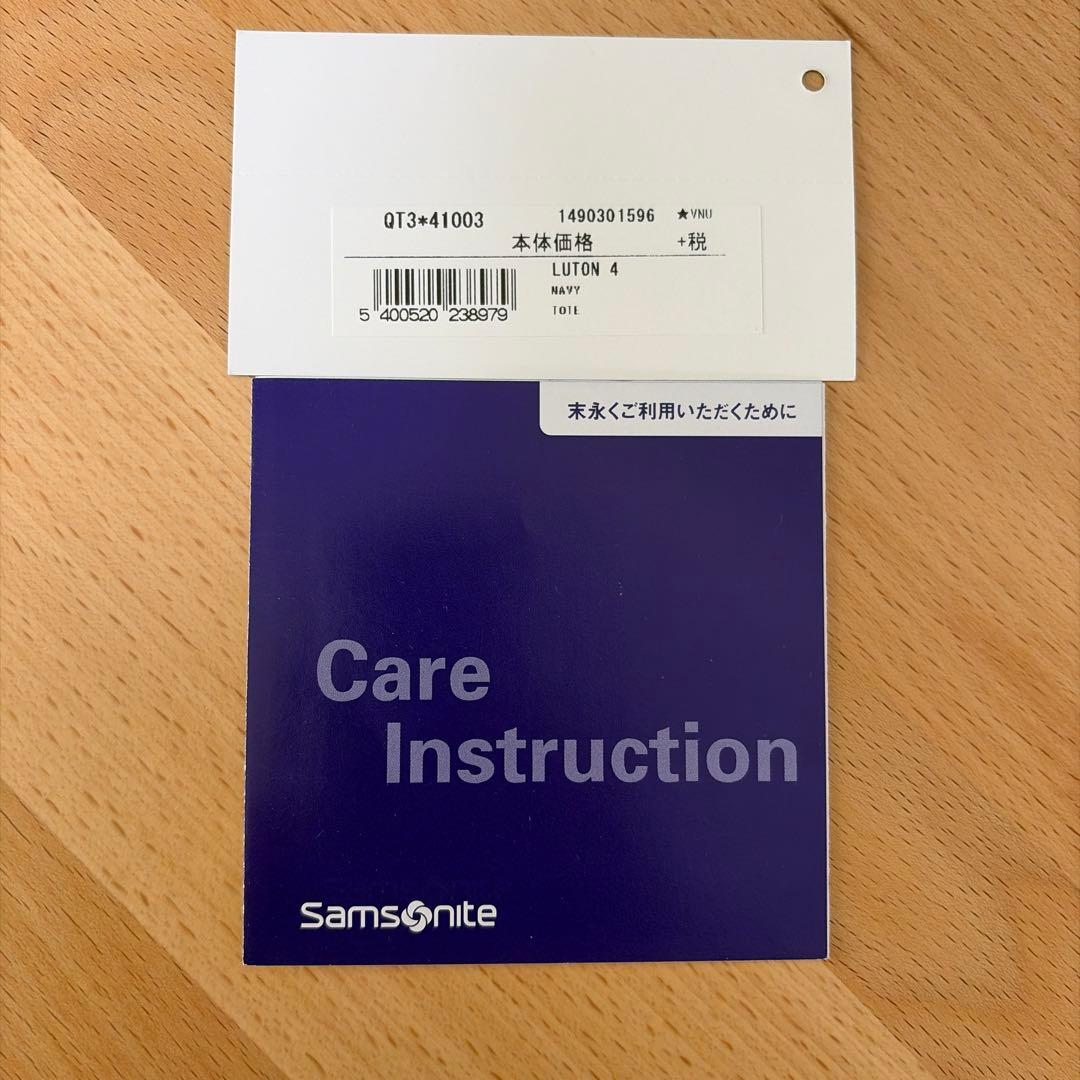 QT3*41003 1490301596 ★VNU
本体価格 +税
LUTON 4
NAVY
TOTE
5 400520 238979
末永くご利用いただくために
Care
Instruction
Samsonite